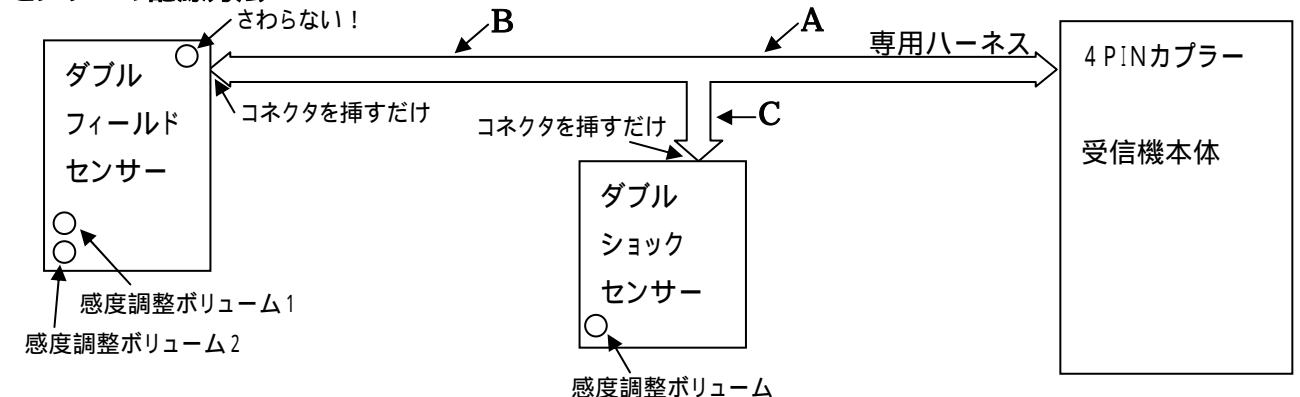 さわらない！
B
A
専用ハーネス
4PINカプラー
受信機本体
ダブル
フィールド
センサー
コネクタを挿すだけ
コネクタを挿すだけ
C
ダブル
ショック
センサー
感度調整ボリューム1
感度調整ボリューム2
感度調整ボリューム